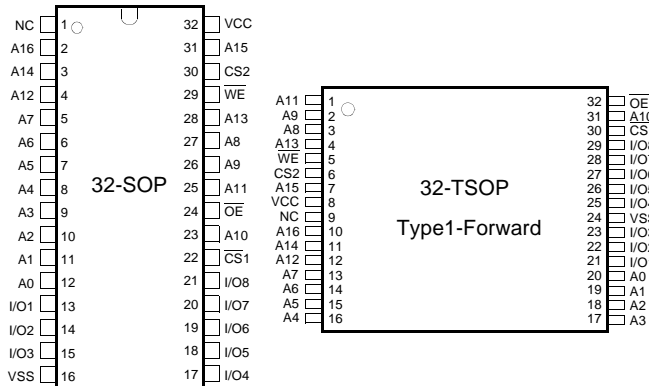 NC 1 32 VCC
A16 2 31 A15
A14 3 30 CS2
A12 4 29 W̅E̅
A7 5 28 A13
A6 6 27 A8
A5 7 26 A9
32-SOP
A4 8 25 A11
A3 9 24 O̅E̅
A2 10 23 A10
A1 11 22 C̅S̅1
A0 12 21 I/O8
I/O1 13 20 I/O7
I/O2 14 19 I/O6
I/O3 15 18 I/O5
VSS 16 17 I/O4
A11 1 32 O̅E̅
A9 2 31 A10
A8 3 30 C̅S̅
A13 4 29 I/O8
W̅E̅ 5 28 I/O7
CS2 6 27 I/O6
A15 7 26 I/O5
32-TSOP
VCC 8 25 I/O4
NC 9 24 VSS
Type1-Forward
A16 10 23 I/O3
A14 11 22 I/O2
A12 12 21 I/O1
A7 13 20 A0
A6 14 19 A1
A5 15 18 A2
A4 16 17 A3